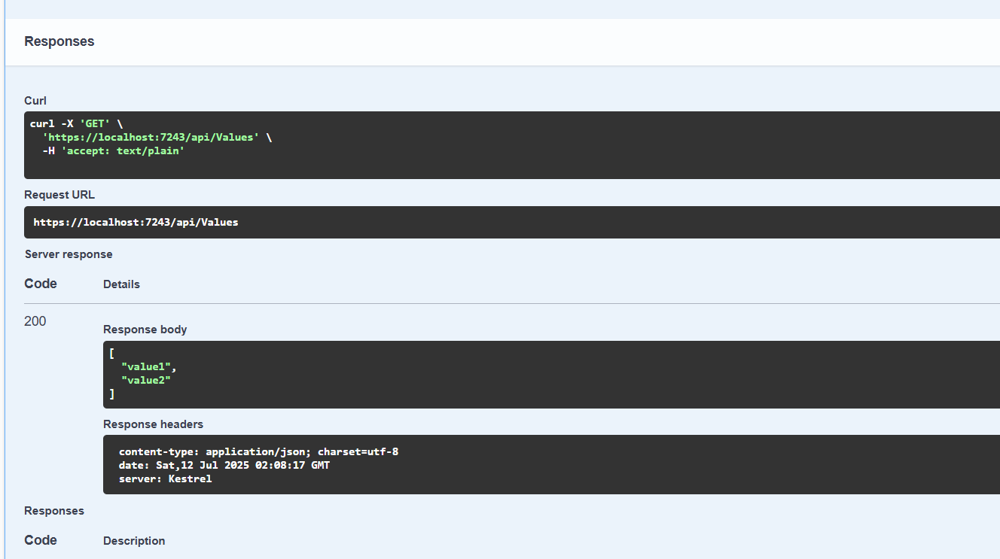 Responses
Curl
curl -X 'GET' \
  'https://localhost:7243/api/Values' \
  -H 'accept: text/plain'
Request URL
https://localhost:7243/api/Values
Server response
Code Details
200
Response body
[
  "value1",
  "value2"
]
Response headers
content-type: application/json; charset=utf-8
date: Sat,12 Jul 2025 02:08:17 GMT
server: Kestrel
Responses
Code Description